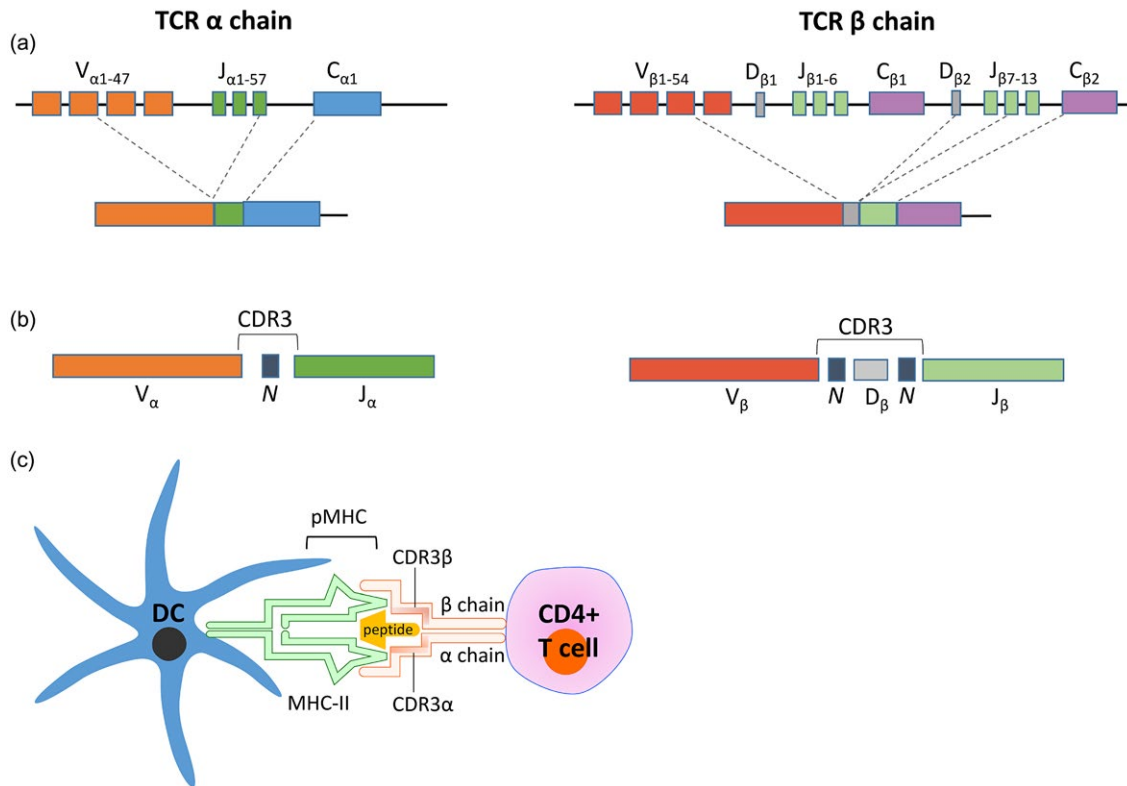 TCR α chain
TCR β chain
(a)
Vα1-47 Jα1-57 Cα1
Vβ1-54 Dβ1 Jβ1-6 Cβ1 Dβ2 Jβ7-13 Cβ2
(b)
CDR3
Vα N Jα
CDR3
Vβ N Dβ N Jβ
(c)
pMHC
CDR3β
β chain
DC
peptide
CD4+
T cell
α chain
MHC-II
CDR3α